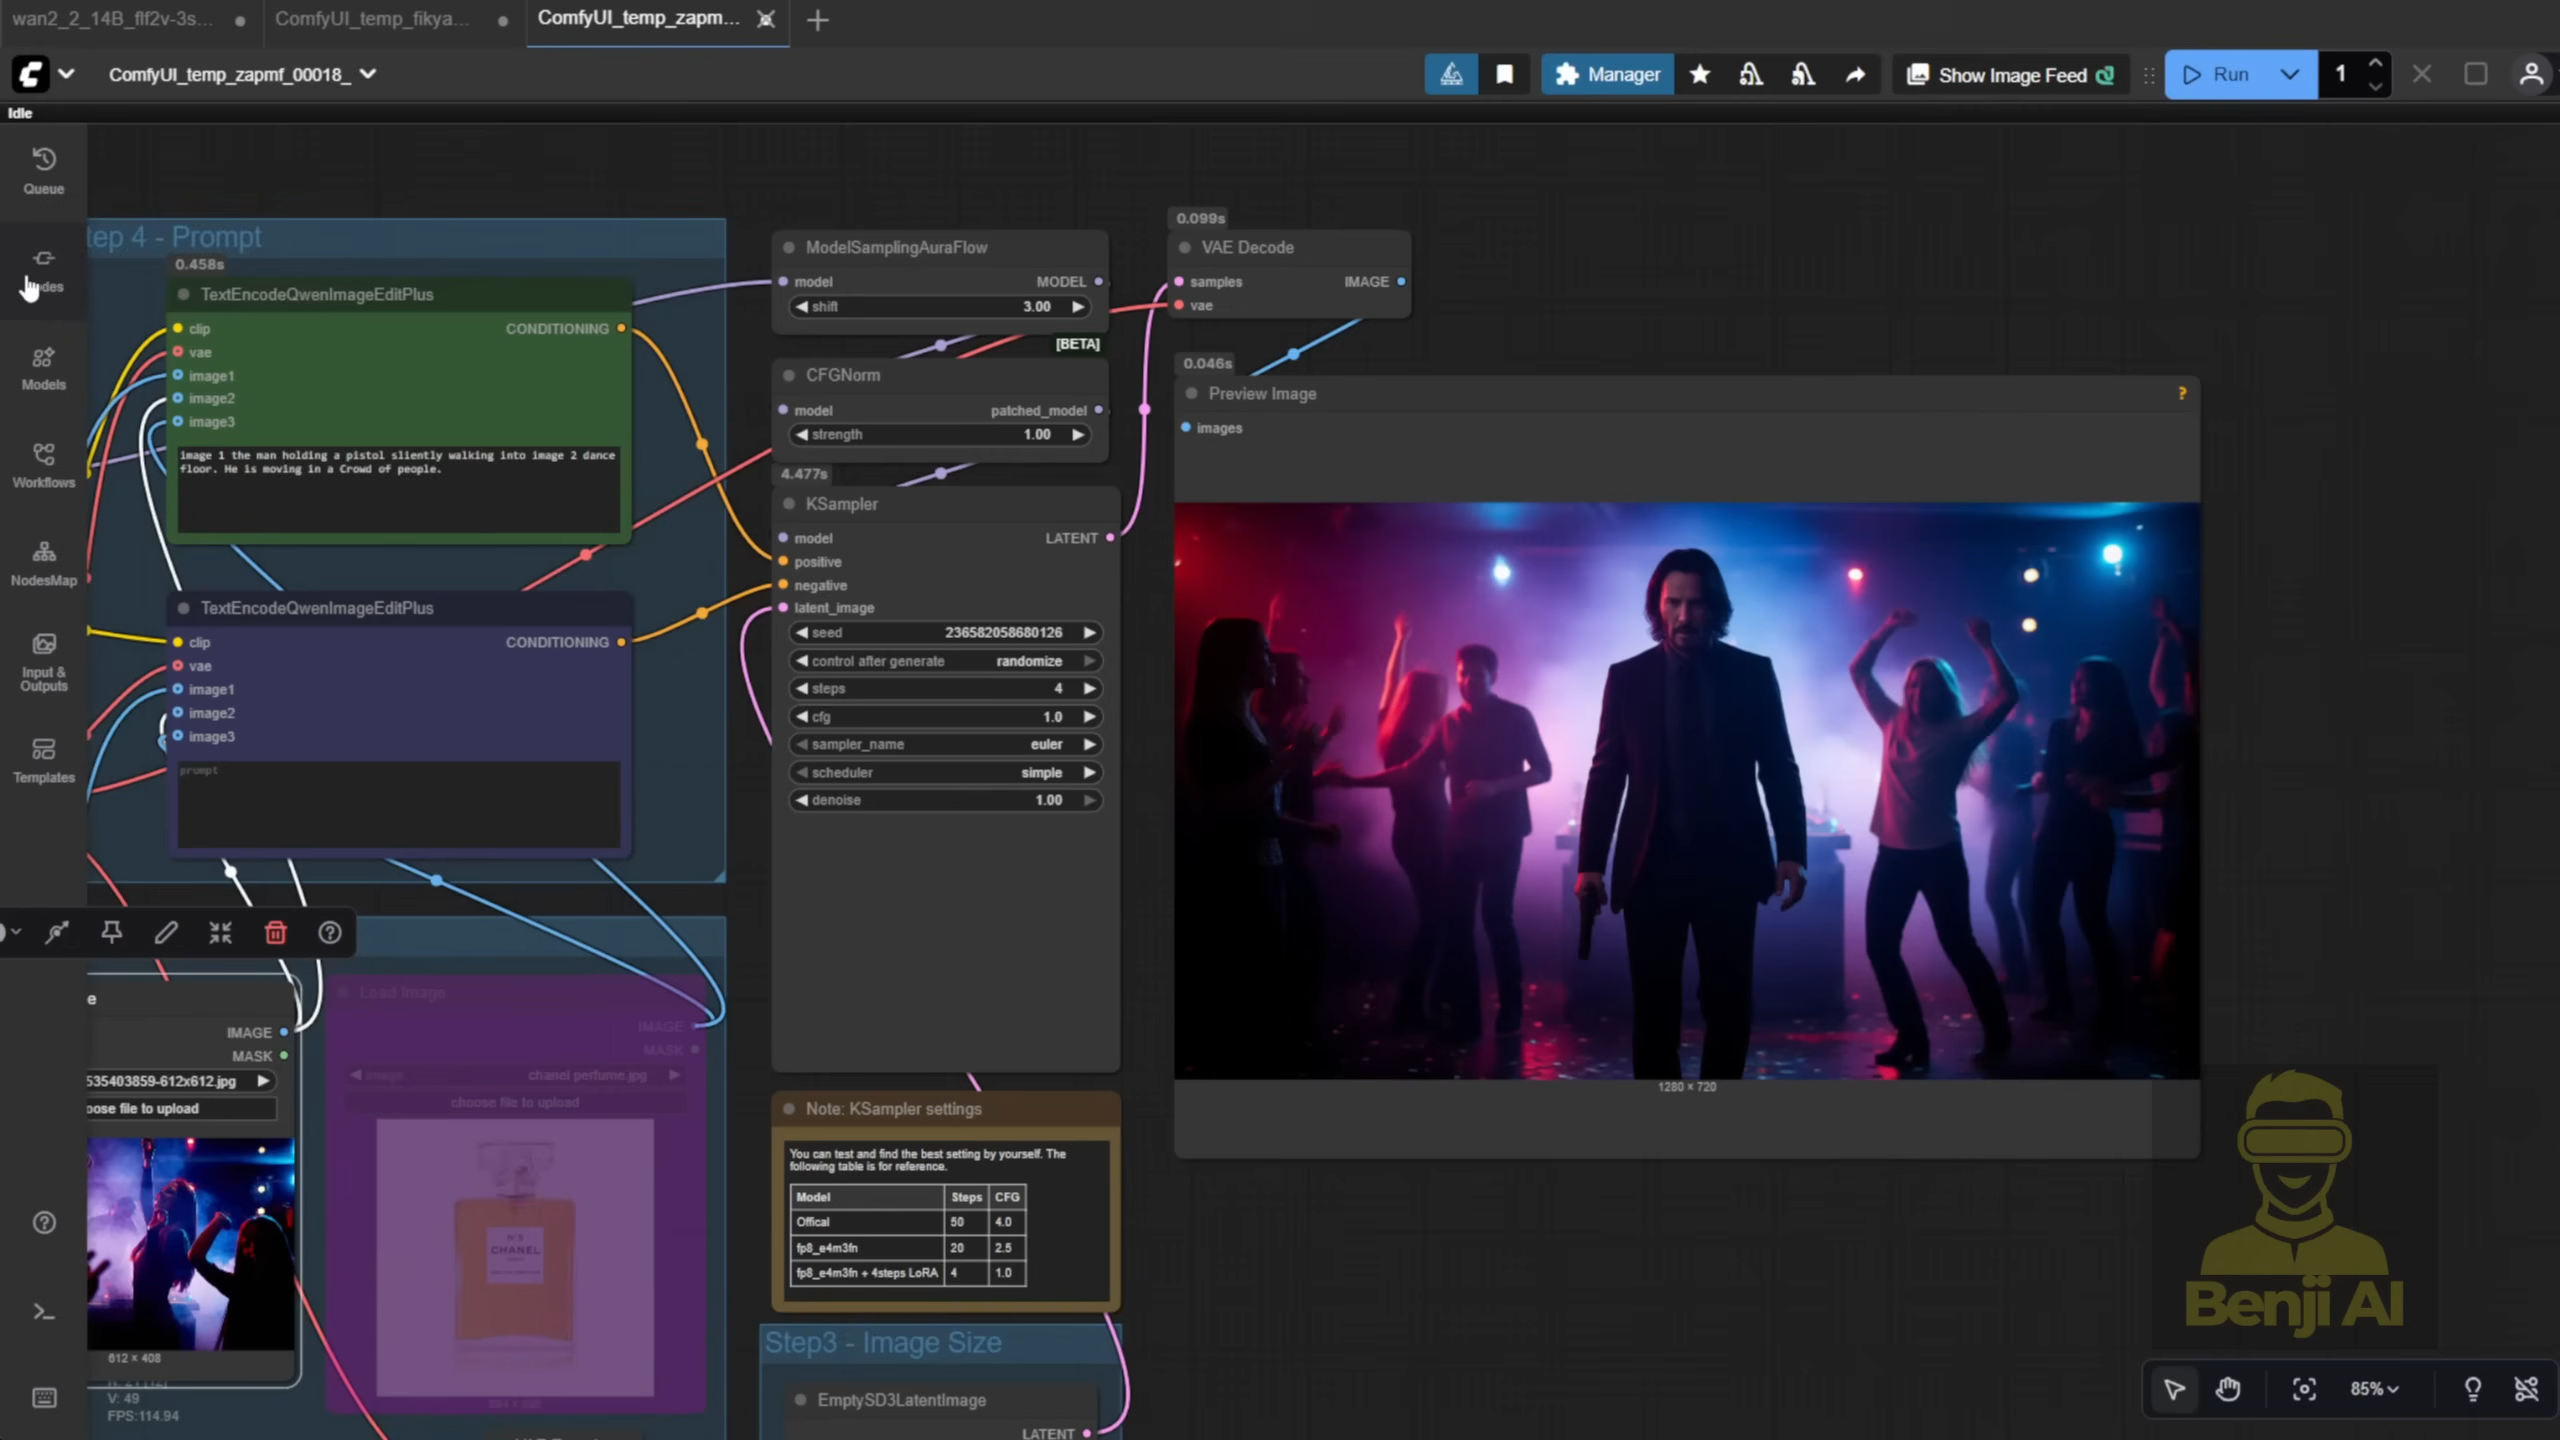 wan2_2_14B_flf2v-3s...
ComfyUI_temp_fikya...
ComfyUI_temp_zapm...
ComfyUI_temp_zapmf_00018_
Manager
Show Image Feed
Run
1
Idle
Queue
Models
Workflows
NodesMap
Input &
Outputs
Templates
tep 4 - Prompt
0.458s
TextEncodeQwenImageEditPlus
clip
CONDITIONING
vae
image1
image2
image3
image 1 the man holding a pistol sliently walking into image 2 dance
floor. He is moving in a Crowd of people.
TextEncodeQwenImageEditPlus
clip
CONDITIONING
vae
image1
image2
image3
prompt
e
IMAGE
MASK
535403859-612x612.jpg
oose file to upload
612 × 408
V: 49
FPS:114.94
Load Image
IMAGE
MASK
image
chanel perfume.jpg
choose file to upload
N°5
CHANEL
ModelSamplingAuraFlow
model
MODEL
shift
3.00
[BETA]
CFGNorm
model
patched_model
strength
1.00
4.477s
KSampler
model
LATENT
positive
negative
latent_image
seed
236582058680126
control after generate
randomize
steps
4
cfg
1.0
sampler_name
euler
scheduler
simple
denoise
1.00
Note: KSampler settings
You can test and find the best setting by yourself. The
following table is for reference.
Model Steps CFG
Offical 50 4.0
fp8_e4m3fn 20 2.5
fp8_e4m3fn + 4steps LoRA 4 1.0
Step3 - Image Size
EmptySD3LatentImage
LATENT
0.099s
VAE Decode
samples
IMAGE
vae
0.046s
Preview Image
?
images
1280 × 720
Benji AI
85%